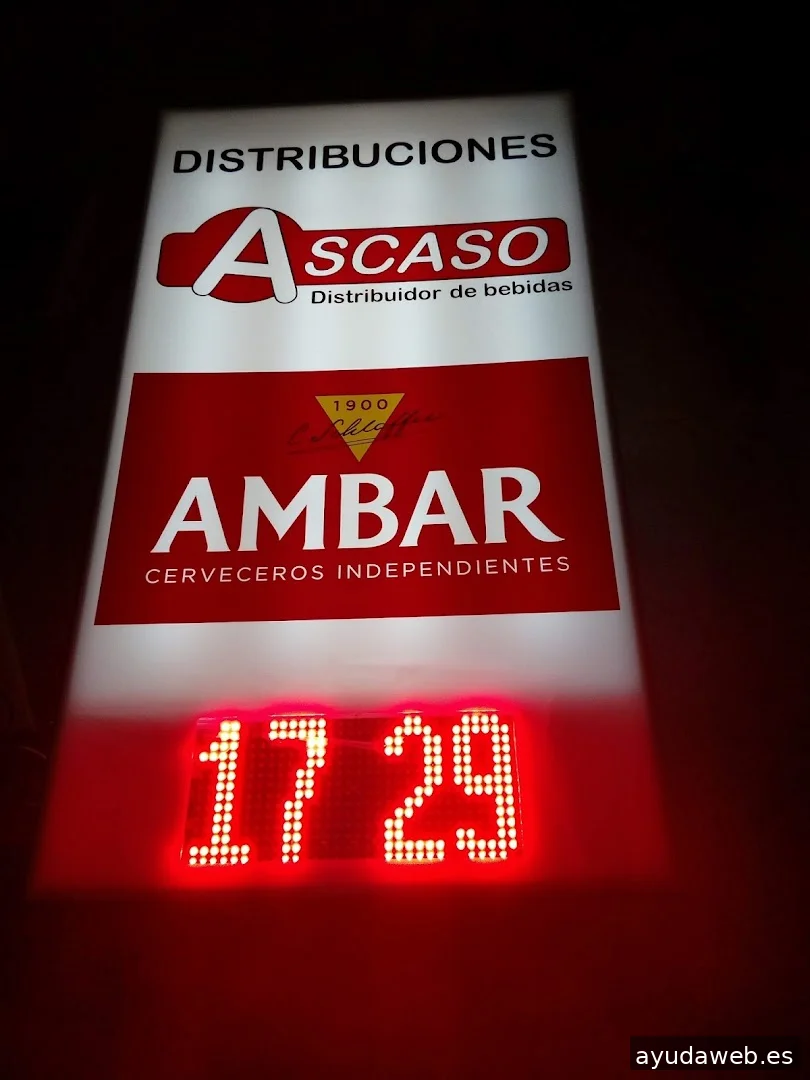 DISTRIBUCIONES
ASCASO
Distribuidor de bebidas
1900
AMBAR
CERVECEROS INDEPENDIENTES
17 29
ayudaweb.es